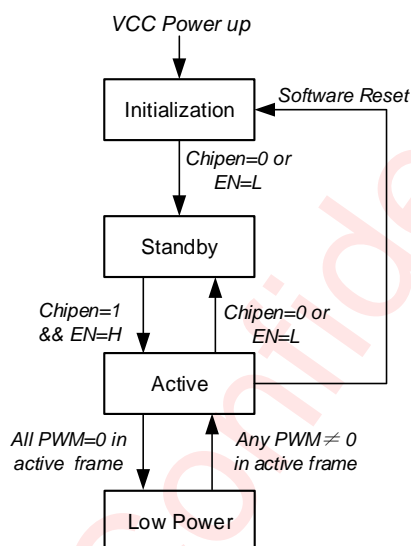 VCC Power up
Initialization
Software Reset
Chipen=0 or
EN=L
Standby
Chipen=1
&& EN=H
Chipen=0 or
EN=L
Active
All PWM=0 in
active frame
Any PWM≠0
in active frame
Low Power
Confide